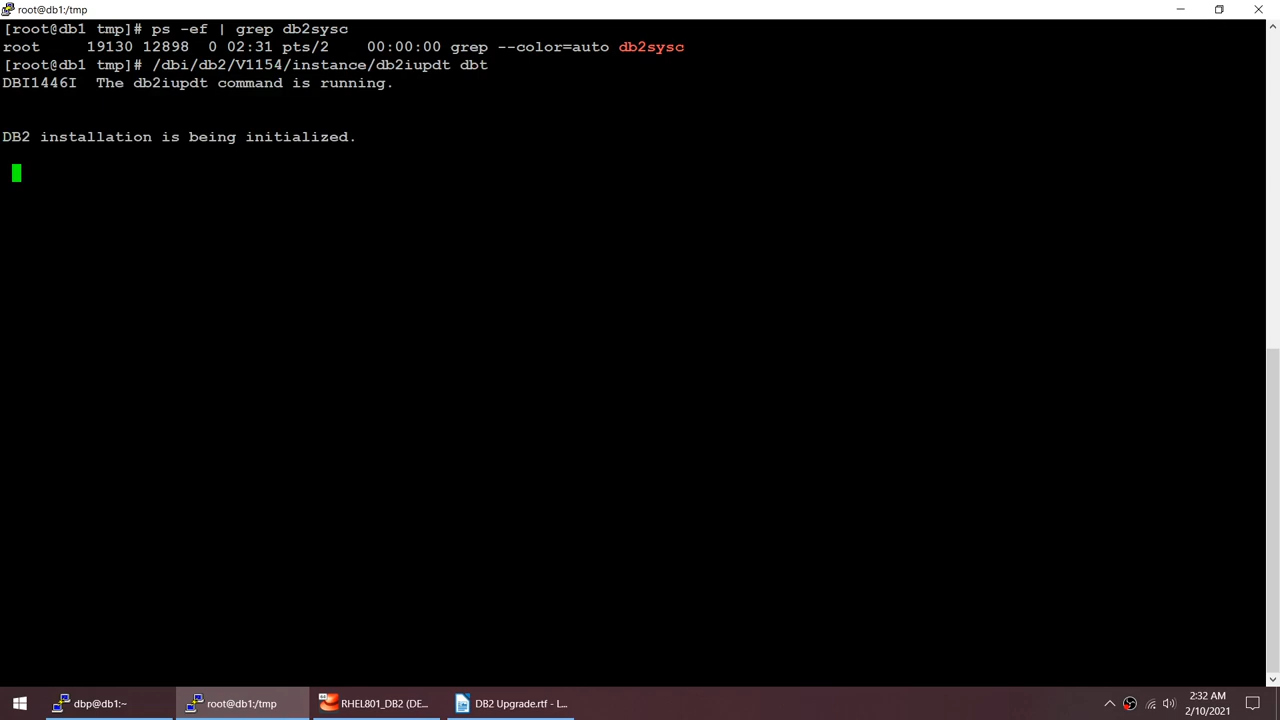 root@db1:/tmp
[root@db1 tmp]# ps -ef | grep db2sysc
root     19130 12898  0 02:31 pts/2    00:00:00 grep --color=auto db2sysc
[root@db1 tmp]# /dbi/db2/V1154/instance/db2iupdt dbt
DBI1446I  The db2iupdt command is running.
DB2 installation is being initialized.
dbp@db1:~
root@db1:/tmp
RHEL801_DB2 (DE...
DB2 Upgrade.rtf - L...
2:32 AM
2/10/2021